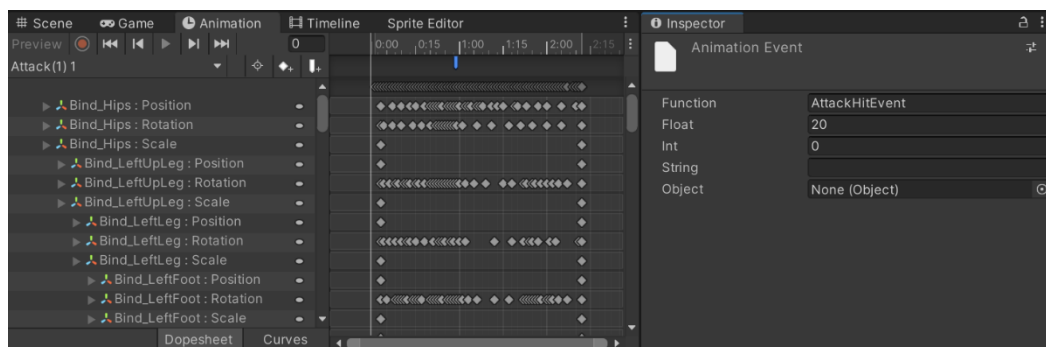 Scene Game Animation Timeline Sprite Editor
Preview 0
Attack(1) 1
0:00 0:15 1:00 1:15 2:00 2:15
Bind_Hips : Position
Bind_Hips : Rotation
Bind_Hips : Scale
Bind_LeftUpLeg : Position
Bind_LeftUpLeg : Rotation
Bind_LeftUpLeg : Scale
Bind_LeftLeg : Position
Bind_LeftLeg : Rotation
Bind_LeftLeg : Scale
Bind_LeftFoot : Position
Bind_LeftFoot : Rotation
Bind_LeftFoot : Scale
Dopesheet Curves
Inspector
Animation Event
Function AttackHitEvent
Float 20
Int 0
String
Object None (Object)